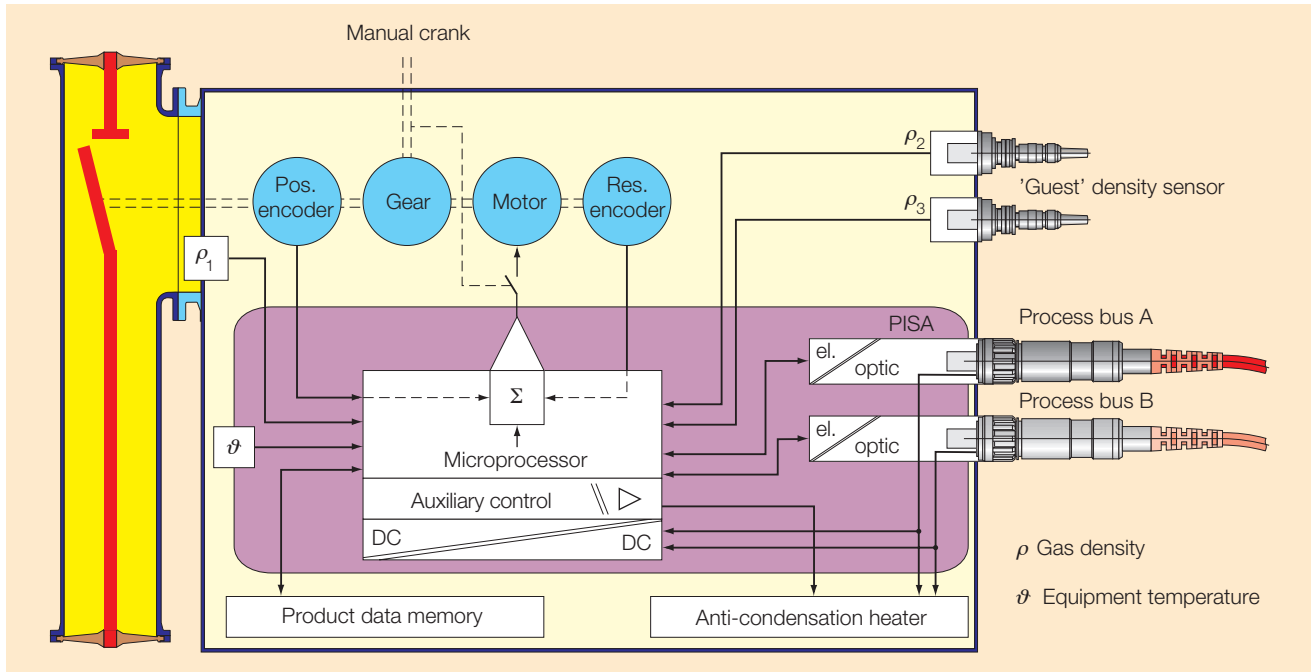 Manual crank
Pos.
encoder
Gear
Motor
Res.
encoder
ρ2
ρ3
'Guest' density sensor
ρ1
PISA
Process bus A
el.
optic
Process bus B
el.
optic
Σ
ϑ
Microprocessor
Auxiliary control
DC
DC
ρ Gas density
ϑ Equipment temperature
Product data memory
Anti-condensation heater